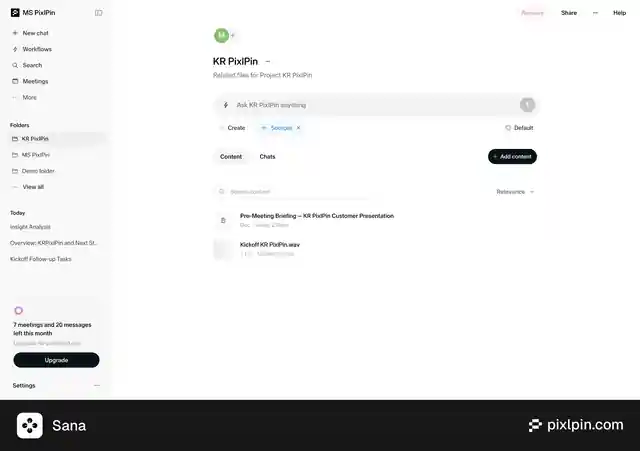 MS PixlPin
New chat
Workflows
Search
Meetings
More
Folders
KR PixlPin
MS PixlPin
Demo folder
View all
Today
Insight Analysis
Overview: KRPixlPin and Next St...
Kickoff Follow-up Tasks
7 meetings and 20 messages
left this month
Upgrade
Settings
Share
Help
M
KR PixlPin
Related files for Project KR PixlPin
Ask KR PixlPin anything
Create
Default
Content
Chats
Add content
Relevance
Pre-Meeting Briefing – KR PixlPin Customer Presentation
Kickoff KR PixlPin.wav
Sana
pixlpin.com